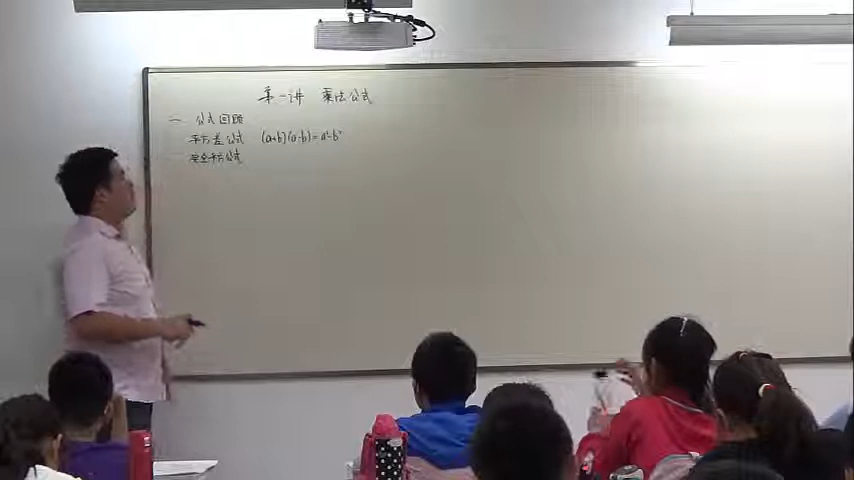 第一讲 乘法公式
一 公式回顾
平方差公式 (a+b)(a-b)=a²-b²
完全平方公式